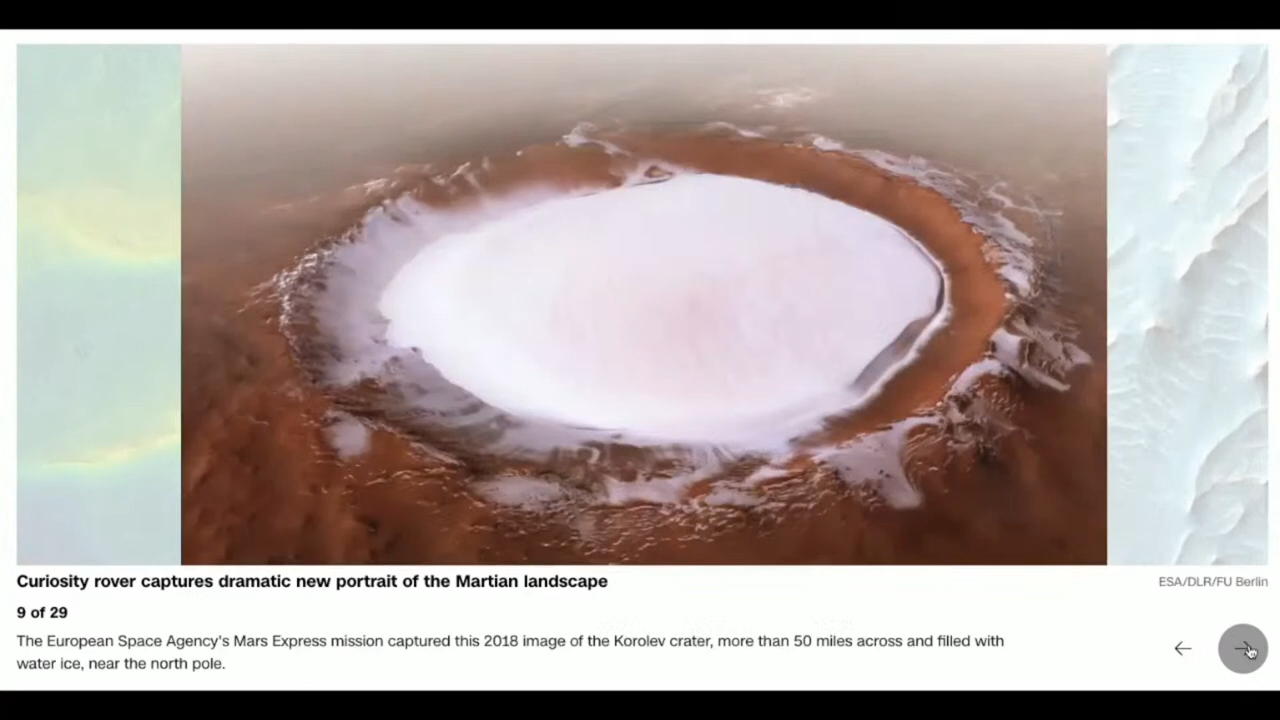 Curiosity rover captures dramatic new portrait of the Martian landscape
ESA/DLR/FU Berlin
9 of 29
The European Space Agency's Mars Express mission captured this 2018 image of the Korolev crater, more than 50 miles across and filled with
water ice, near the north pole.